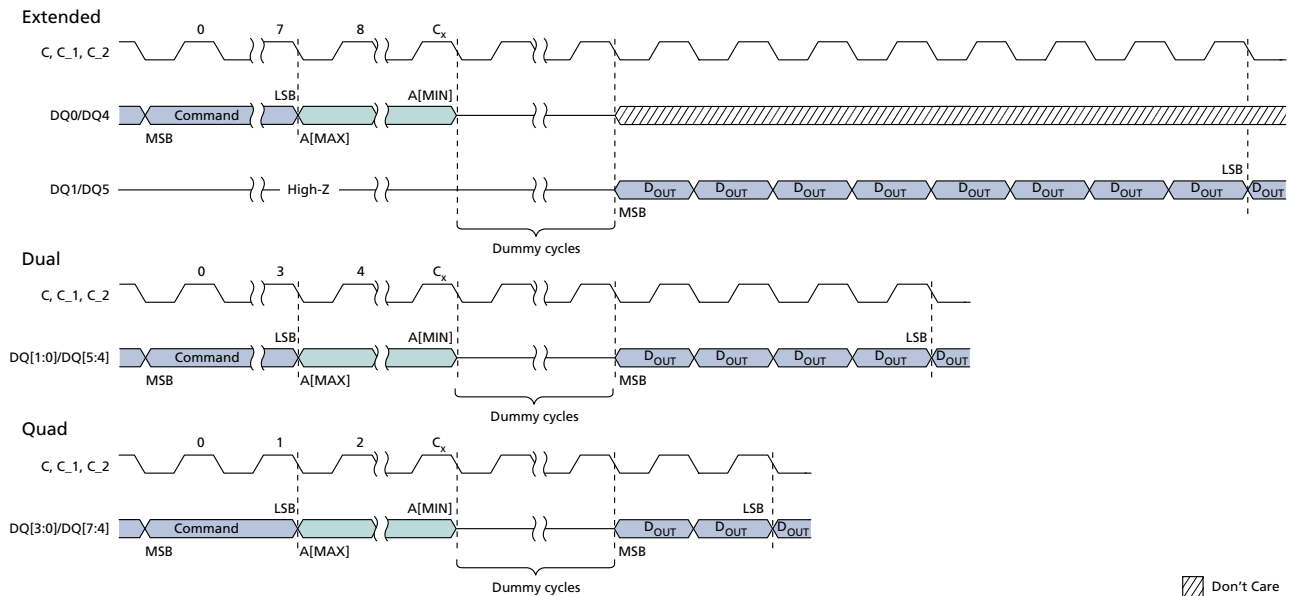 Extended
0 7 8 Cx
C, C_1, C_2
LSB A[MIN]
DQ0/DQ4 Command
MSB A[MAX]
LSB
DQ1/DQ5 High-Z DOUT DOUT DOUT DOUT DOUT DOUT DOUT DOUT DOUT
MSB
Dummy cycles
Dual
0 3 4 Cx
C, C_1, C_2
LSB A[MIN] LSB
DQ[1:0]/DQ[5:4] Command DOUT DOUT DOUT DOUT DOUT
MSB A[MAX] MSB
Dummy cycles
Quad
0 1 2 Cx
C, C_1, C_2
LSB A[MIN] LSB
DQ[3:0]/DQ[7:4] Command DOUT DOUT DOUT
MSB A[MAX] MSB
Dummy cycles
Don't Care